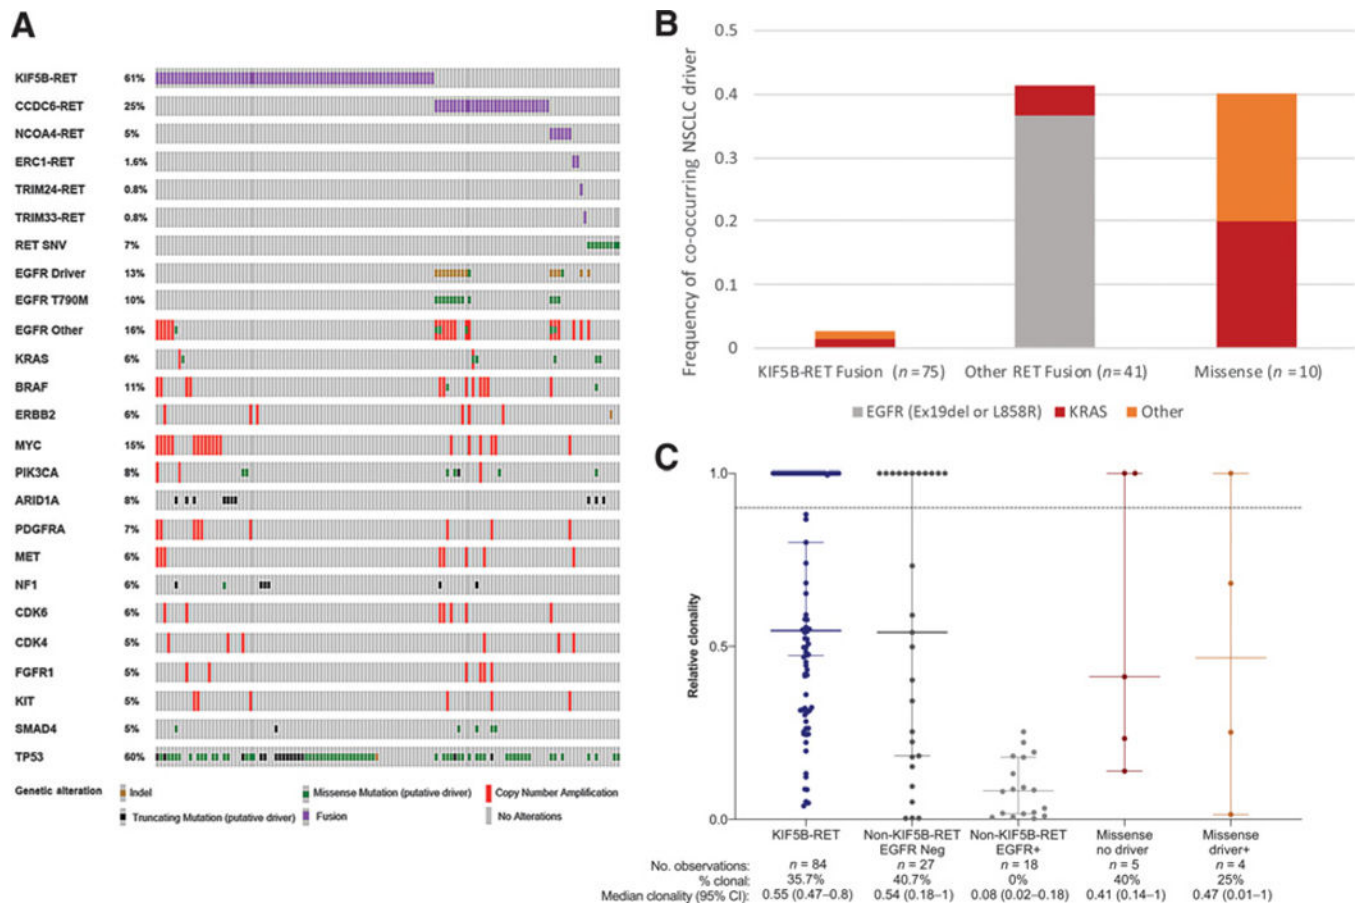 A
KIF5B-RET 61%
CCDC6-RET 25%
NCOA4-RET 5%
ERC1-RET 1.6%
TRIM24-RET 0.8%
TRIM33-RET 0.8%
RET SNV 7%
EGFR Driver 13%
EGFR T790M 10%
EGFR Other 16%
KRAS 6%
BRAF 11%
ERBB2 6%
MYC 15%
PIK3CA 8%
ARID1A 8%
PDGFRA 7%
MET 6%
NF1 6%
CDK6 6%
CDK4 5%
FGFR1 5%
KIT 5%
SMAD4 5%
TP53 60%
Genetic alteration Indel Missense Mutation (putative driver) Copy Number Amplification
Truncating Mutation (putative driver) Fusion No Alterations
B
Frequency of co-occurring NSCLC driver
0.5
0.4
0.3
0.2
0.1
0
KIF5B-RET Fusion (n=75) Other RET Fusion (n=41) Missense (n=10)
EGFR (Ex19del or L858R) KRAS Other
C
Relative clonality
1.0
0.5
0.0
KIF5B-RET Non-KIF5B-RET Non-KIF5B-RET Missense Missense
EGFR Neg EGFR+ no driver driver+
No. observations: n = 84 n = 27 n = 18 n = 5 n = 4
% clonal: 35.7% 40.7% 0% 40% 25%
Median clonality (95% CI): 0.55 (0.47–0.8) 0.54 (0.18–1) 0.08 (0.02–0.18) 0.41 (0.14–1) 0.47 (0.01–1)